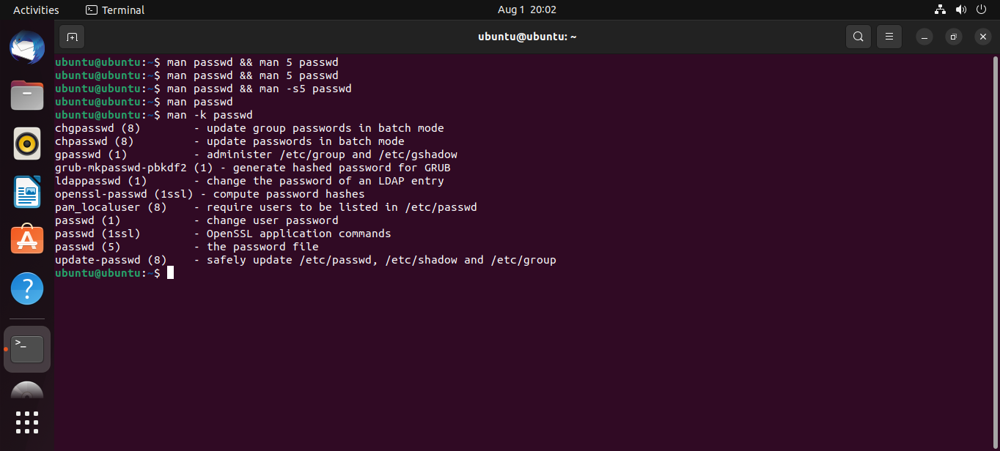 Activities Terminal Aug 1 20:02
ubuntu@ubuntu: ~
ubuntu@ubuntu:~$ man passwd && man 5 passwd
ubuntu@ubuntu:~$ man passwd && man 5 passwd
ubuntu@ubuntu:~$ man passwd && man -s5 passwd
ubuntu@ubuntu:~$ man passwd
ubuntu@ubuntu:~$ man -k passwd
chgpasswd (8)        - update group passwords in batch mode
chpasswd (8)         - update passwords in batch mode
gpasswd (1)          - administer /etc/group and /etc/gshadow
grub-mkpasswd-pbkdf2 (1) - generate hashed password for GRUB
ldappasswd (1)       - change the password of an LDAP entry
openssl-passwd (1ssl) - compute password hashes
pam_localuser (8)    - require users to be listed in /etc/passwd
passwd (1)           - change user password
passwd (1ssl)        - OpenSSL application commands
passwd (5)           - the password file
update-passwd (8)    - safely update /etc/passwd, /etc/shadow and /etc/group
ubuntu@ubuntu:~$